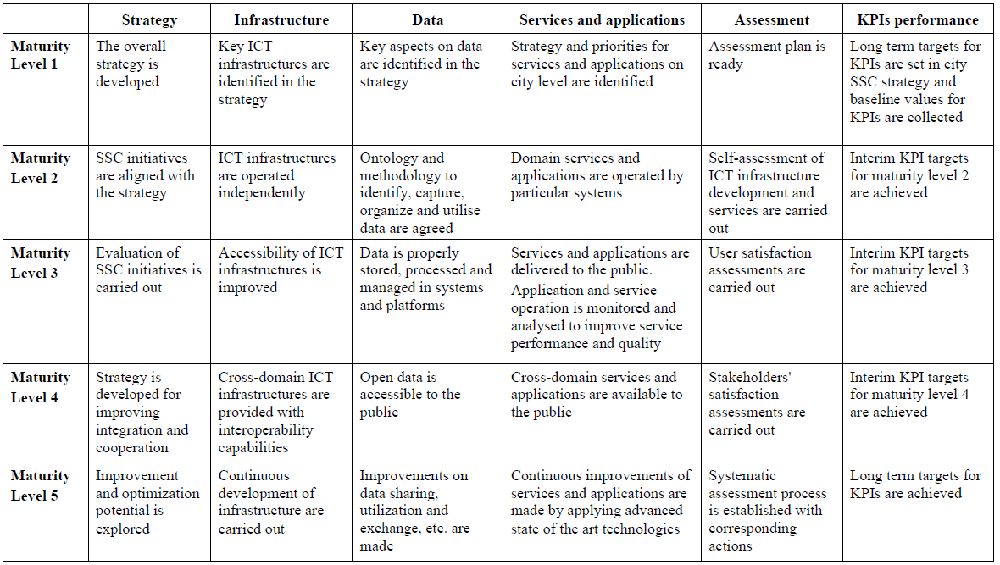 Strategy
Infrastructure
Data
Services and applications
Assessment
KPIs performance
Maturity
Level 1
The overall
strategy is
developed
Key ICT
infrastructures are
identified in the
strategy
Key aspects on data
are identified in the
strategy
Strategy and priorities for
services and applications on
city level are identified
Assessment plan is
ready
Long term targets for
KPIs are set in city
SSC strategy and
baseline values for
KPIs are collected
Maturity
Level 2
SSC initiatives
are aligned with
the strategy
ICT infrastructures
are operated
independently
Ontology and
methodology to
identify, capture,
organize and utilise
data are agreed
Domain services and
applications are operated by
particular systems
Self-assessment of
ICT infrastructure
development and
services are carried
out
Interim KPI targets
for maturity level 2
are achieved
Maturity
Level 3
Evaluation of
SSC initiatives is
carried out
Accessibility of ICT
infrastructures is
improved
Data is properly
stored, processed and
managed in systems
and platforms
Services and applications are
delivered to the public.
Application and service
operation is monitored and
analysed to improve service
performance and quality
User satisfaction
assessments are
carried out
Interim KPI targets
for maturity level 3
are achieved
Maturity
Level 4
Strategy is
developed for
improving
integration and
cooperation
Cross-domain ICT
infrastructures are
provided with
interoperability
capabilities
Open data is
accessible to the
public
Cross-domain services and
applications are available to
the public
Stakeholders'
satisfaction
assessments are
carried out
Interim KPI targets
for maturity level 4
are achieved
Maturity
Level 5
Improvement
and optimization
potential is
explored
Continuous
development of
infrastructure are
carried out
Improvements on
data sharing,
utilization and
exchange, etc. are
made
Continuous improvements of
services and applications are
made by applying advanced
state of the art technologies
Systematic
assessment process
is established with
corresponding
actions
Long term targets for
KPIs are achieved